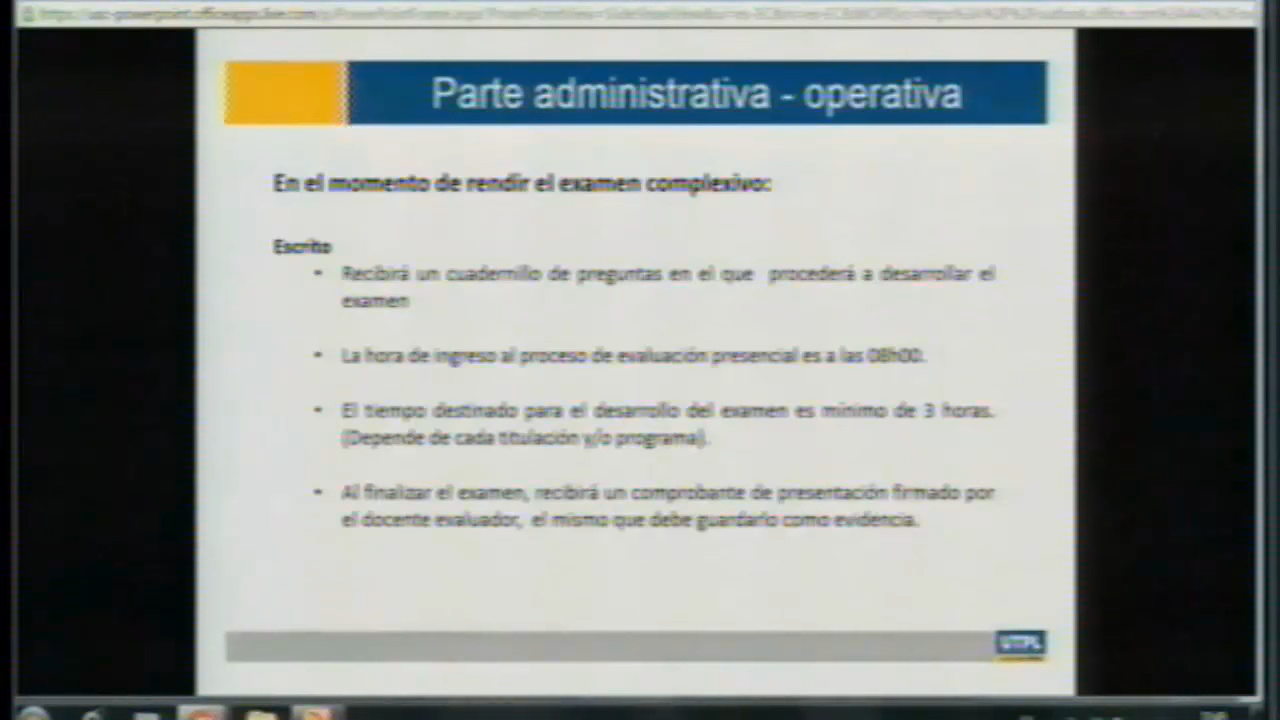 Parte administrativa - operativa
En el momento de rendir el examen complexivo:
Escrito
• Recibirá un cuadernillo de preguntas en el que procederá a desarrollar el
examen
• La hora de ingreso al proceso de evaluación presencial es a las 08h00.
• El tiempo destinado para el desarrollo del examen es mínimo de 3 horas.
(Depende de cada titulación y/o programa).
• Al finalizar el examen, recibirá un comprobante de presentación firmado por
el docente evaluador, el mismo que debe guardarlo como evidencia.
UTPL